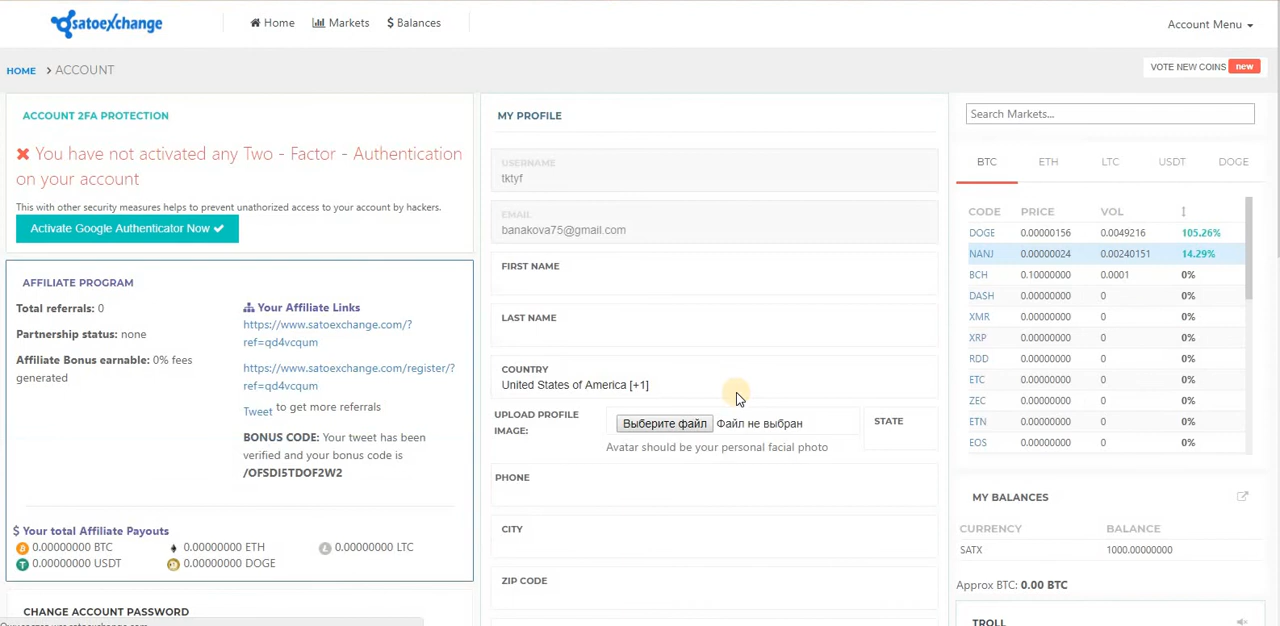 satoexchange
Home
Markets
$ Balances
Account Menu
HOME > ACCOUNT
VOTE NEW COINS new
ACCOUNT 2FA PROTECTION
You have not activated any Two - Factor - Authentication
on your account
This with other security measures helps to prevent unathorized access to your account by hackers.
Activate Google Authenticator Now
AFFILIATE PROGRAM
Total referrals: 0
Partnership status: none
Affiliate Bonus earnable: 0% fees
generated
Your Affiliate Links
https://www.satoexchange.com/?
ref=qd4vcqum
https://www.satoexchange.com/register/?
ref=qd4vcqum
Tweet to get more referrals
BONUS CODE: Your tweet has been
verified and your bonus code is
/OFSDI5TDOF2W2
$ Your total Affiliate Payouts
0.00000000 BTC
0.00000000 ETH
0.00000000 LTC
0.00000000 USDT
0.00000000 DOGE
CHANGE ACCOUNT PASSWORD
MY PROFILE
USERNAME
tktyf
EMAIL
banakova75@gmail.com
FIRST NAME
LAST NAME
COUNTRY
United States of America [+1]
UPLOAD PROFILE
IMAGE:
Выберите файл Файл не выбран
Avatar should be your personal facial photo
STATE
PHONE
CITY
ZIP CODE
Search Markets...
BTC ETH LTC USDT DOGE
CODE PRICE VOL
DOGE 0.00000156 0.0049216 105.26%
NANJ 0.00000024 0.00240151 14.29%
BCH 0.10000000 0.0001 0%
DASH 0.00000000 0 0%
XMR 0.00000000 0 0%
XRP 0.00000000 0 0%
RDD 0.00000000 0 0%
ETC 0.00000000 0 0%
ZEC 0.00000000 0 0%
ETN 0.00000000 0 0%
EOS 0.00000000 0 0%
MY BALANCES
CURRENCY BALANCE
SATX 1000.00000000
Approx BTC: 0.00 BTC
TROLL